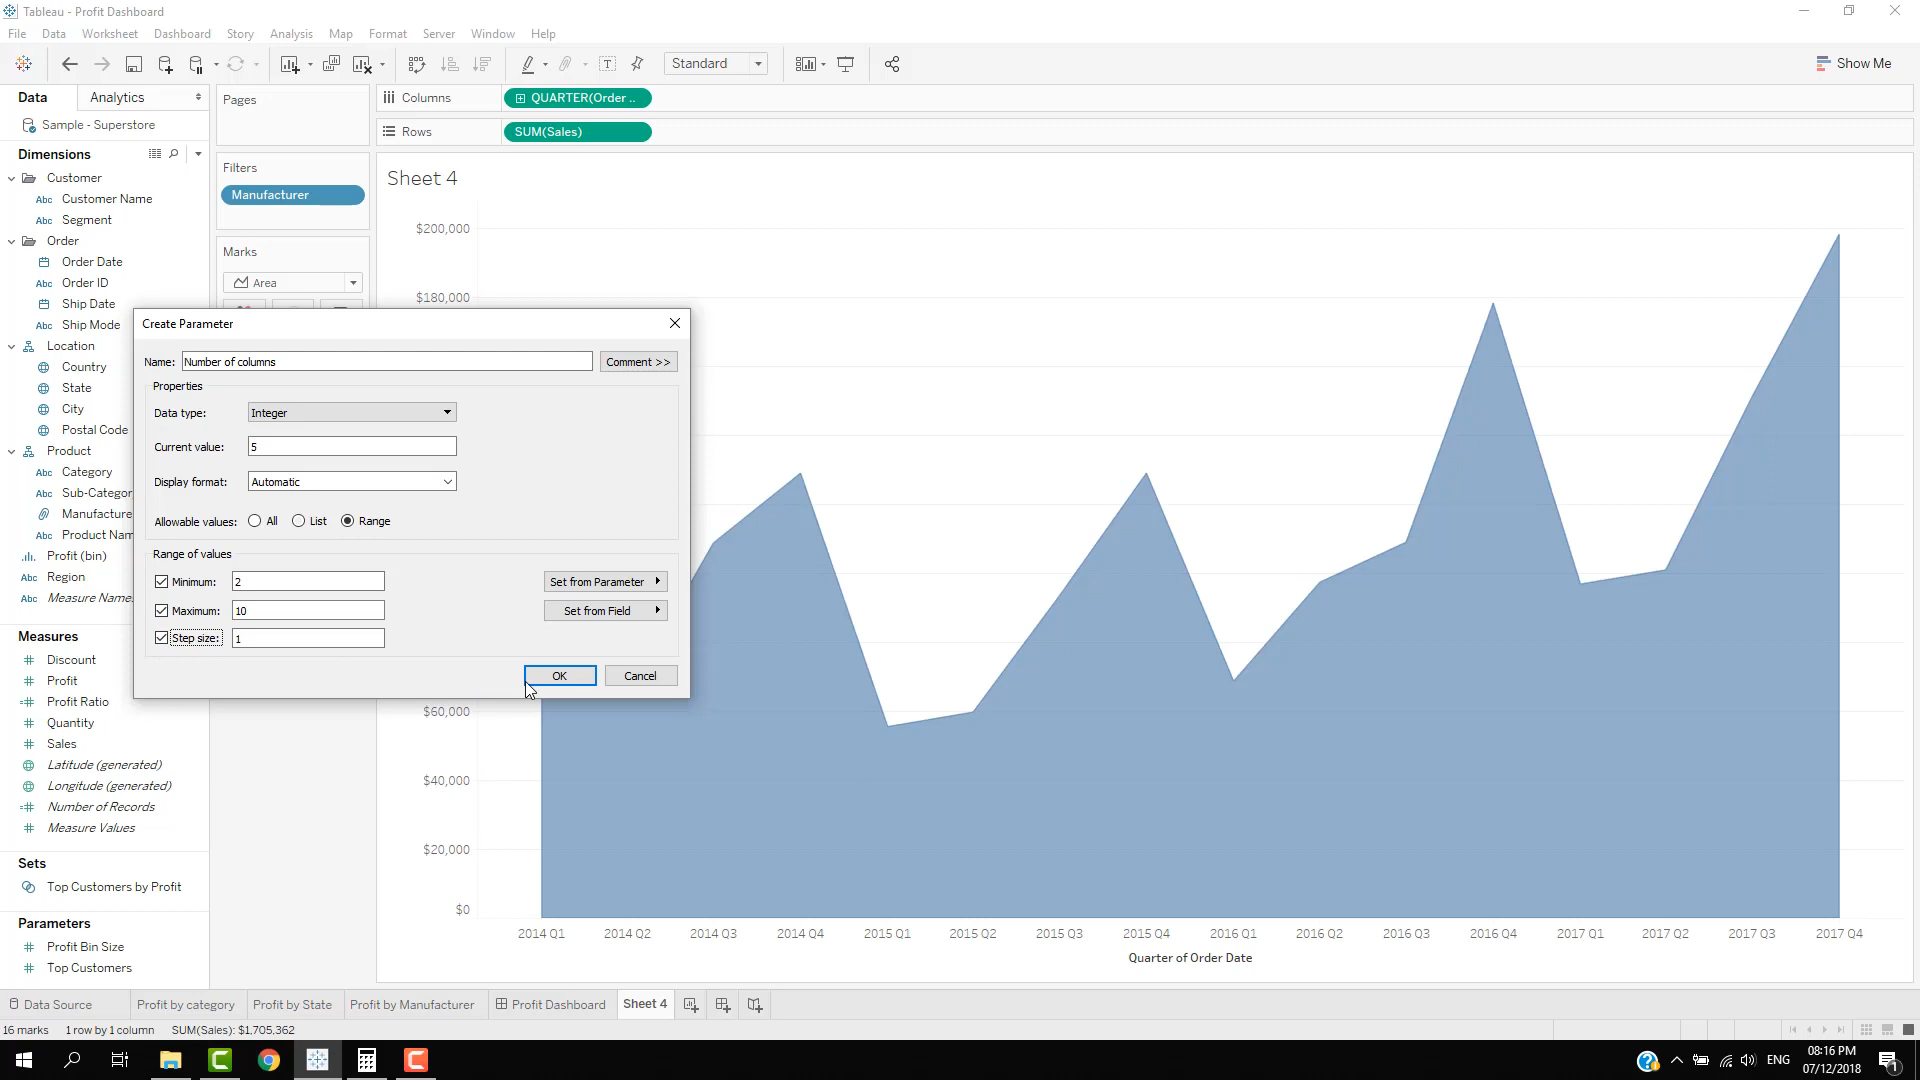 Tableau - Profit Dashboard
File Data Worksheet Dashboard Story Analysis Map Format Server Window Help
Standard
Show Me
Data
Analytics
Sample - Superstore
Dimensions
Customer
Abc Customer Name
Abc Segment
Order
Order Date
Abc Order ID
Ship Date
Abc Ship Mode
Location
Country
State
City
Postal Code
Product
Abc Category
Abc Sub-Categor
Manufacture
Abc Product Nam
Profit (bin)
Abc Region
Abc Measure Names
Measures
# Discount
# Profit
=# Profit Ratio
# Quantity
# Sales
Latitude (generated)
Longitude (generated)
=# Number of Records
# Measure Values
Sets
Top Customers by Profit
Parameters
# Profit Bin Size
# Top Customers
Pages
Filters
Manufacturer
Marks
Area
Columns
QUARTER(Order ..
Rows
SUM(Sales)
Sheet 4
$200,000
$180,000
$60,000
$40,000
$20,000
$0
2014 Q1 2014 Q2 2014 Q3 2014 Q4 2015 Q1 2015 Q2 2015 Q3 2015 Q4 2016 Q1 2016 Q2 2016 Q3 2016 Q4 2017 Q1 2017 Q2 2017 Q3 2017 Q4
Quarter of Order Date
Create Parameter
Name: Number of columns
Comment >>
Properties
Data type: Integer
Current value: 5
Display format: Automatic
Allowable values: All List Range
Range of values
Minimum: 2
Set from Parameter
Maximum: 10
Set from Field
Step size: 1
OK
Cancel
Data Source
Profit by category
Profit by State
Profit by Manufacturer
Profit Dashboard
Sheet 4
16 marks 1 row by 1 column SUM(Sales): $1,705,362
ENG
08:16 PM
07/12/2018
1